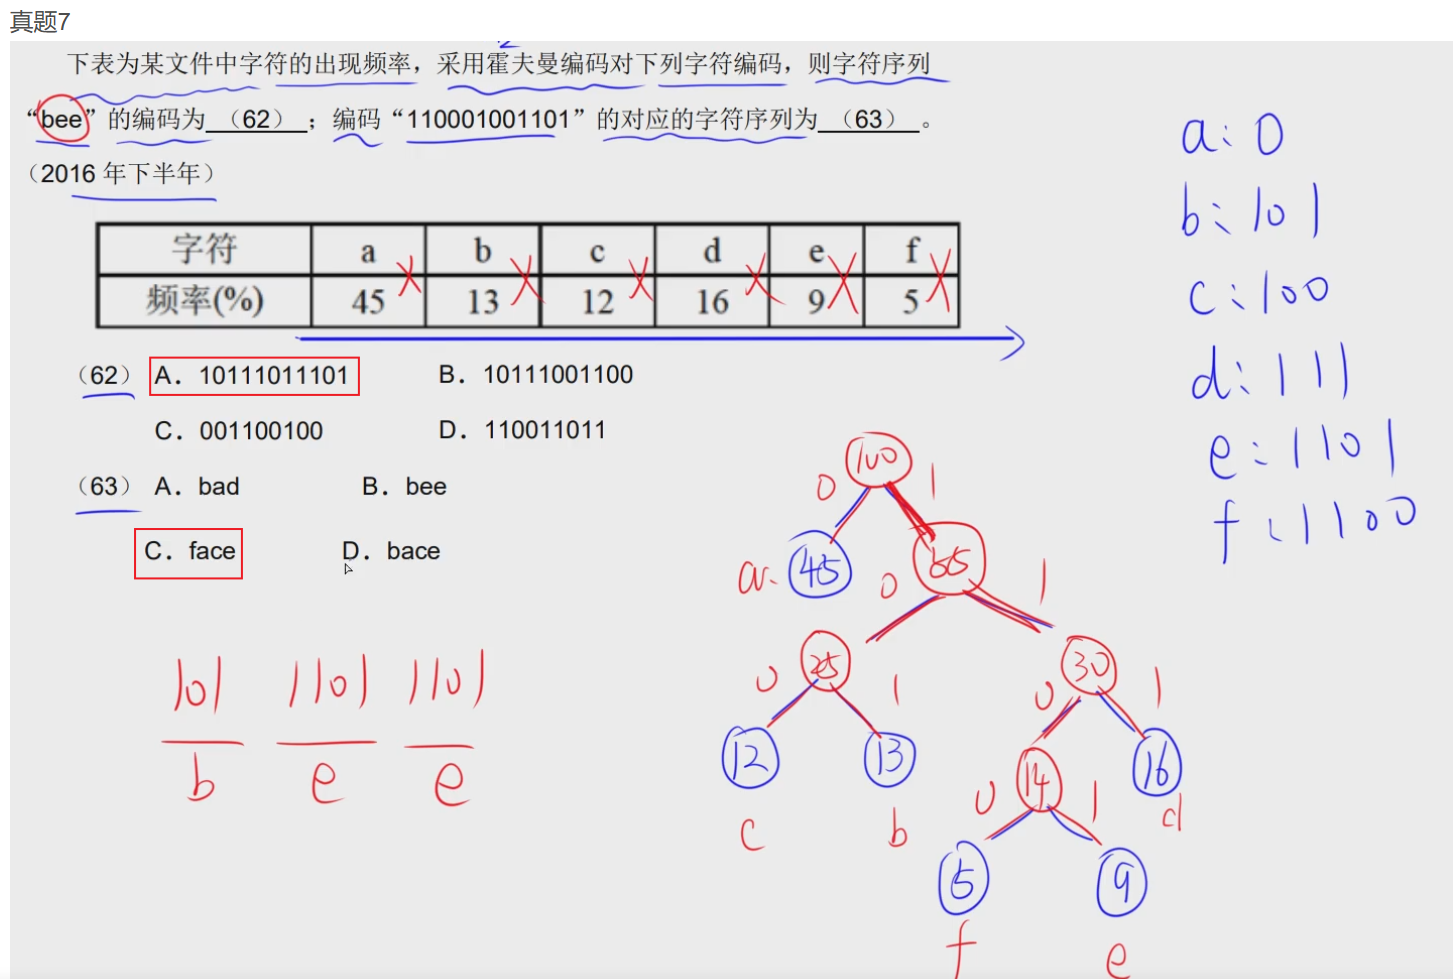 真题7
下表为某文件中字符的出现频率，采用霍夫曼编码对下列字符编码，则字符序列
“bee”的编码为（62）；编码“110001001101”的对应的字符序列为（63）。
（2016 年下半年）
字符 a b c d e f
频率(%) 45 13 12 16 9 5
（62） A．10111011101 B．10111001100
C．001100100 D．110011011
（63） A．bad B．bee
C．face D．bace
a: 0
b: 101
c: 100
d: 111
e: 1101
f: 1100
100
0 1
a. 45 55
0 1
25 30
0 1 0 1
12 13 14 16
c b 0 1 d
5 9
f e
101 1101 1101
b e e